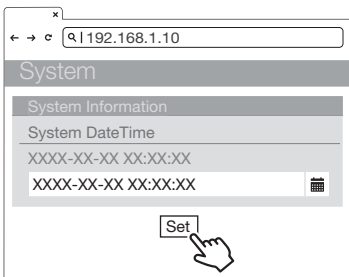 192.168.1.10
System
System Information
System DateTime
XXXX-XX-XX XX:XX:XX
XXXX-XX-XX XX:XX:XX
Set